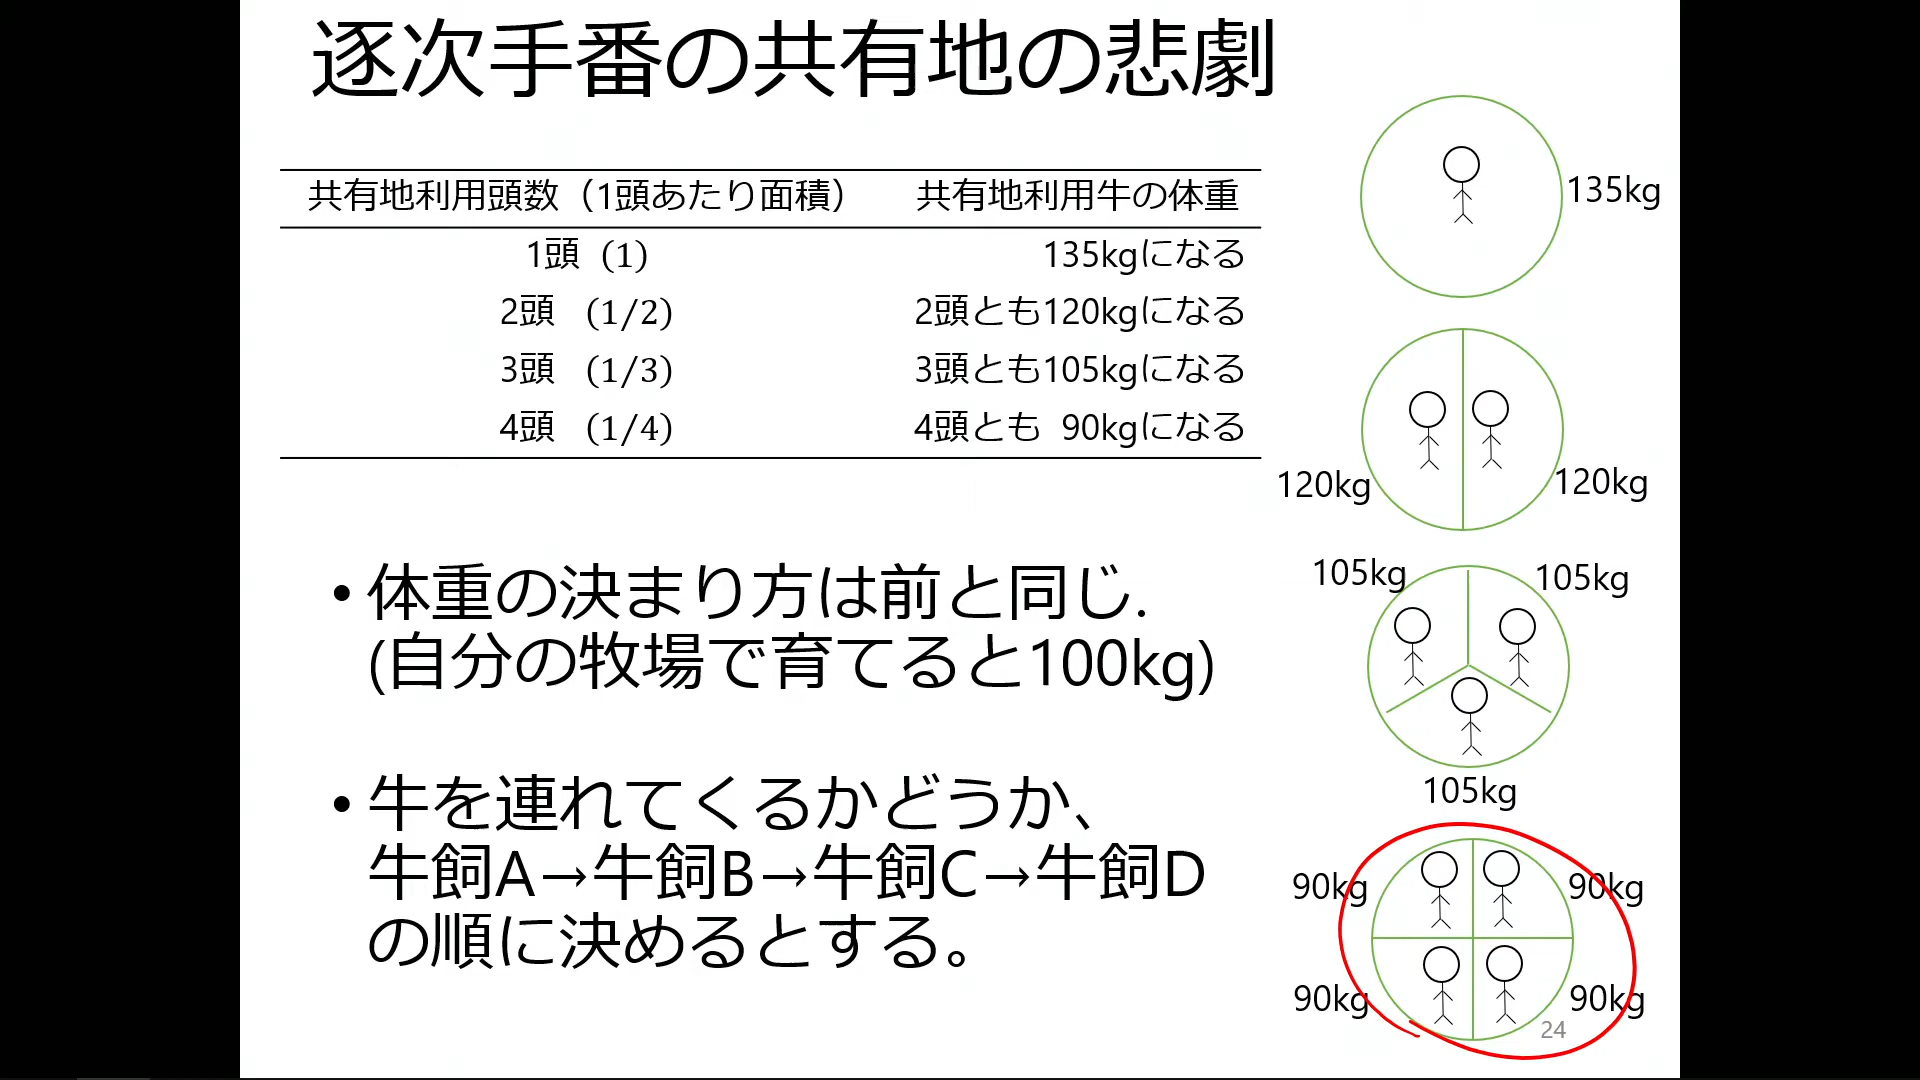 逐次手番の共有地の悲劇
共有地利用頭数（1頭あたり面積） 共有地利用牛の体重
1頭 (1) 135kgになる
2頭 (1/2) 2頭とも120kgになる
3頭 (1/3) 3頭とも105kgになる
4頭 (1/4) 4頭とも 90kgになる
• 体重の決まり方は前と同じ.
(自分の牧場で育てると100kg)
• 牛を連れてくるかどうか、
牛飼A→牛飼B→牛飼C→牛飼D
の順に決めるとする。
135kg
120kg 120kg
105kg 105kg
105kg
90kg 90kg
90kg 90kg
24